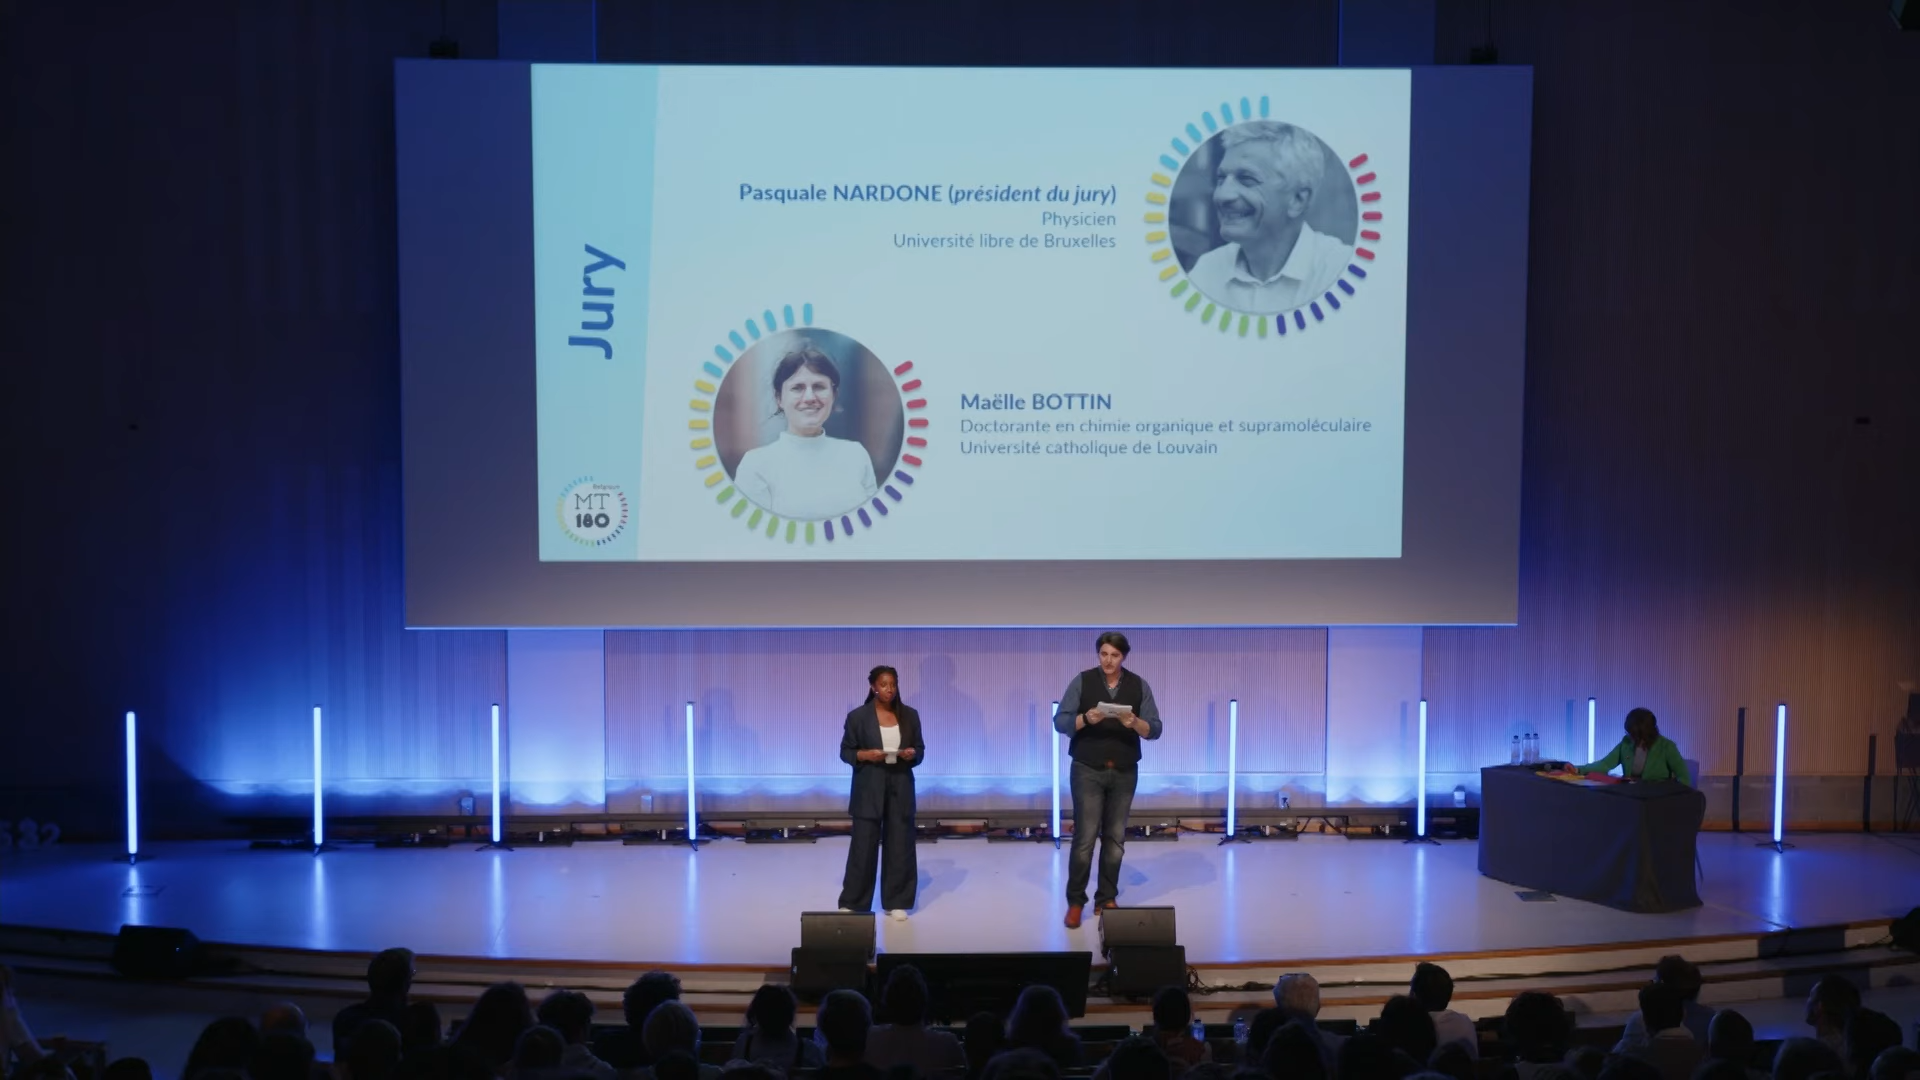 Jury
Pasquale NARDONE (président du jury)
Physicien
Université libre de Bruxelles
Maëlle BOTTIN
Doctorante en chimie organique et supramoléculaire
Université catholique de Louvain
Belgique
MT
180